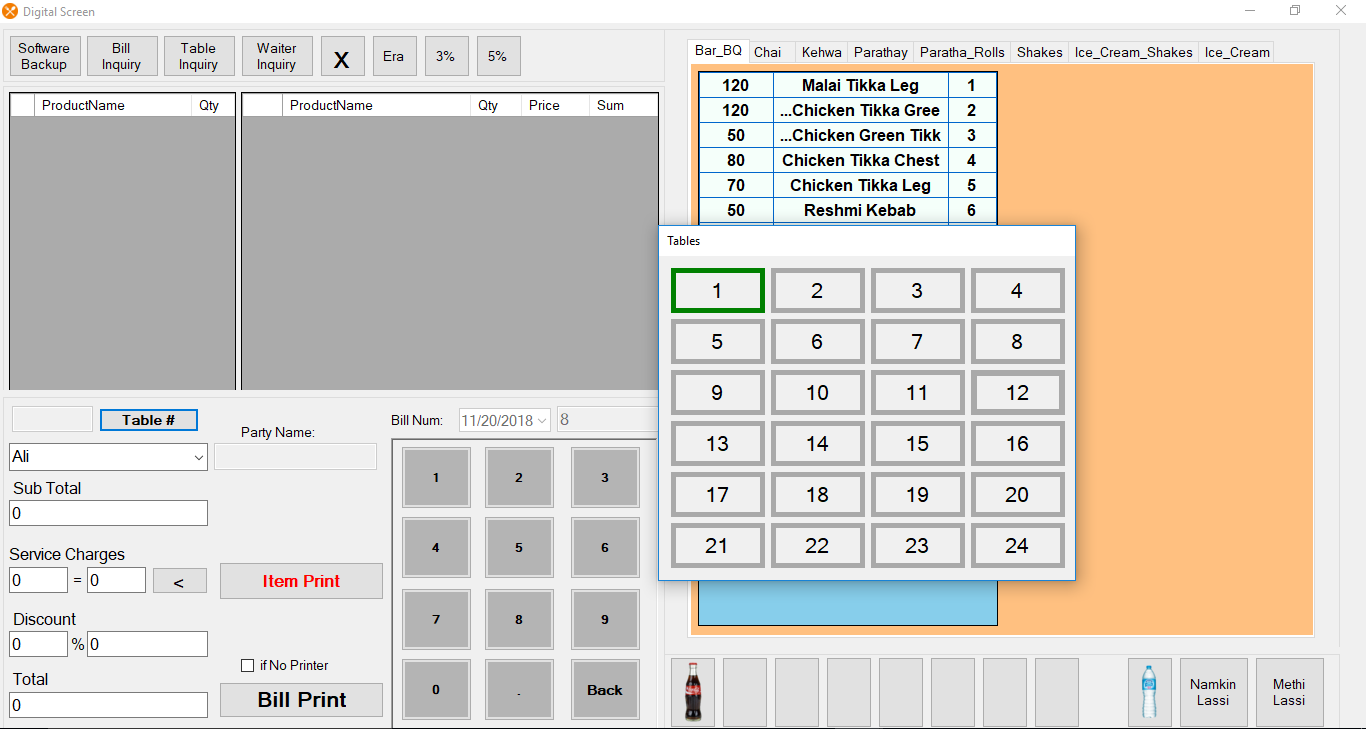 Digital Screen
Software Backup
Bill Inquiry
Table Inquiry
Waiter Inquiry
X
Era
3%
5%
ProductName Qty
ProductName Qty Price Sum
Bar_BQ Chai Kehwa Parathay Paratha_Rolls Shakes Ice_Cream_Shakes Ice_Cream
120 Malai Tikka Leg 1
120 ...Chicken Tikka Gree 2
50 ...Chicken Green Tikk 3
80 Chicken Tikka Chest 4
70 Chicken Tikka Leg 5
50 Reshmi Kebab 6
Tables
1 2 3 4
5 6 7 8
9 10 11 12
13 14 15 16
17 18 19 20
21 22 23 24
Table #
Party Name:
Bill Num: 11/20/2018 8
Ali
Sub Total
0
Service Charges
0 = 0 <
Item Print
Discount
0 % 0
if No Printer
Total
0
Bill Print
1 2 3
4 5 6
7 8 9
0 . Back
Namkin Lassi
Methi Lassi